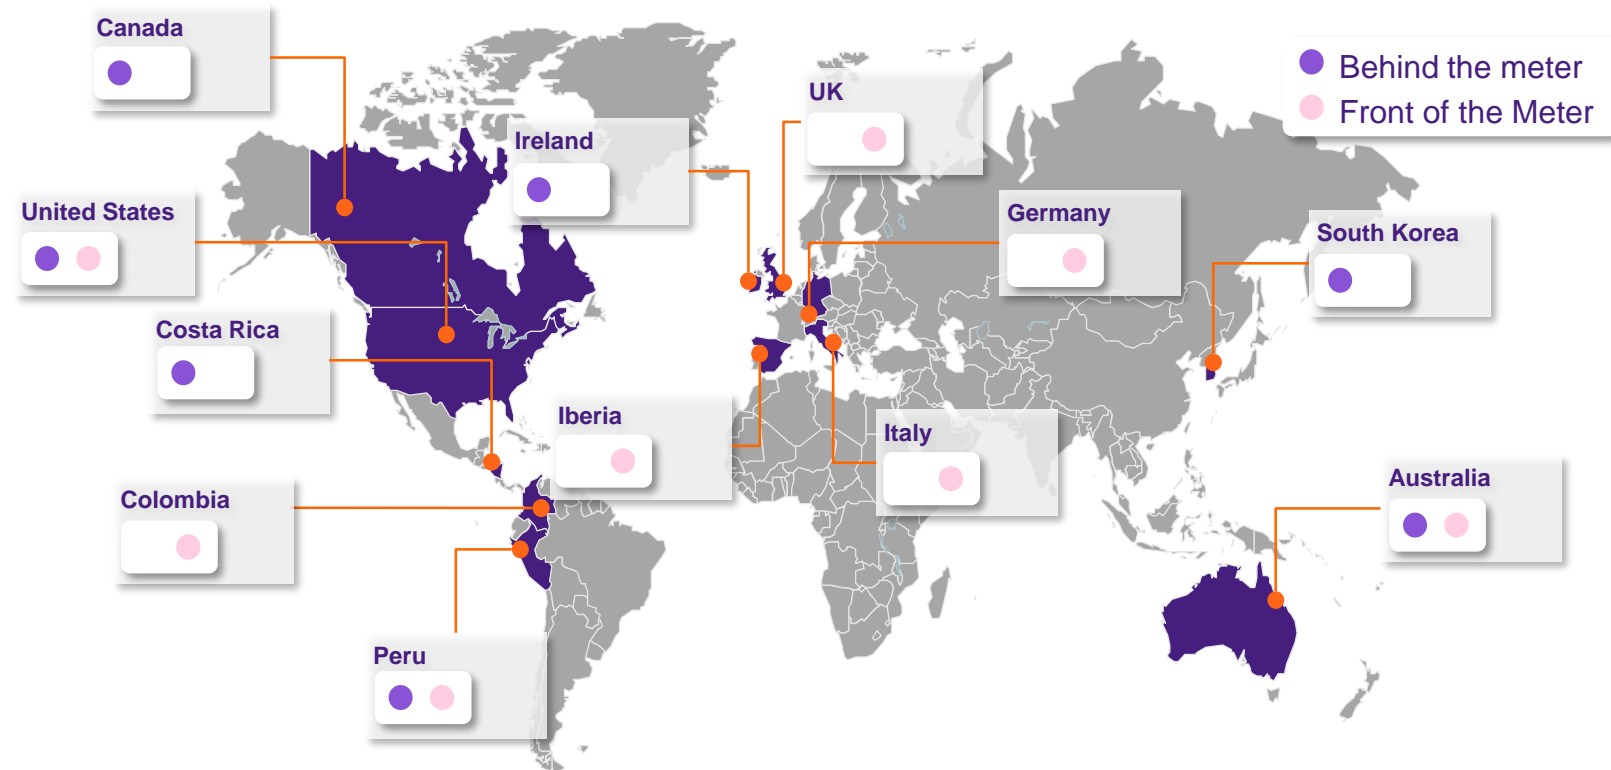 Canada
Behind the meter
Front of the Meter
UK
Ireland
United States
Germany
South Korea
Costa Rica
Iberia
Italy
Colombia
Australia
Peru